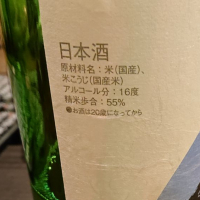 日本酒
原材料名：米（国産）、
米こうじ（国産米）
アルコール分：16度
精米歩合：55%
お酒は20歳になってから